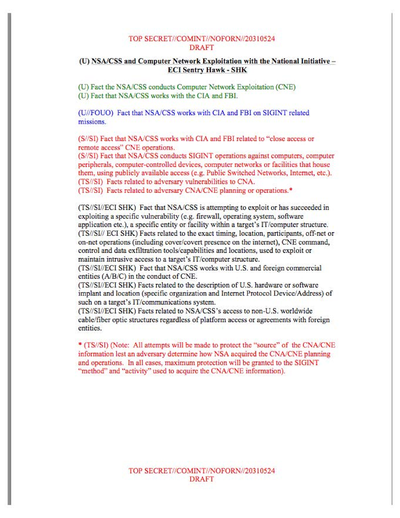 TOP SECRET//COMINT//NOFORN//20310524
DRAFT
(U) NSA/CSS and Computer Network Exploitation with the National Initiative –
ECI Sentry Hawk - SHK
(U) Fact the NSA/CSS conducts Computer Network Exploitation (CNE)
(U) Fact that NSA/CSS works with the CIA and FBI.
(U//FOUO)  Fact that NSA/CSS works with CIA and FBI on SIGINT related
missions.
(S//SI) Fact that NSA/CSS works with CIA and FBI related to “close access or
remote access” CNE operations.
(S//SI) Fact that NSA/CSS conducts SIGINT operations against computers, computer
peripherals, computer-controlled devices, computer networks or facilities that house
them, using publicly available access (e.g. Public Switched Networks, Internet, etc.).
(TS//SI)  Facts related to adversary vulnerabilities to CNA.
(TS//SI)  Facts related to adversary CNA/CNE planning or operations.*
(TS//SI//ECI SHK)  Fact that NSA/CSS is attempting to exploit or has succeeded in
exploiting a specific vulnerability (e.g. firewall, operating system, software
application etc.), a specific entity or facility within a target’s IT/computer structure.
(TS//SI// ECI SHK) Facts related to the exact timing, location, participants, off-net or
on-net operations (including cover/covert presence on the internet), CNE command,
control and data exfiltration tools/capabilities and locations, used to exploit or
maintain intrusive access to a target’s IT/computer structure.
(TS//SI//ECI SHK)  Fact that NSA/CSS works with U.S. and foreign commercial
entities (A/B/C) in the conduct of CNE.
(TS//SI//ECI SHK) Facts related to the description of U.S. hardware or software
implant and location (specific organization and Internet Protocol Device/Address) of
such on a target’s IT/communications system.
(TS//SI//ECI SHK) Facts related to NSA/CSS’s access to non-U.S. worldwide
cable/fiber optic structures regardless of platform access or agreements with foreign
entities.
* (TS//SI) (Note:  All attempts will be made to protect the “source” of  the CNA/CNE
information lest an adversary determine how NSA acquired the CNA/CNE planning
and operations.  In all cases, maximum protection will be granted to the SIGINT
“method” and “activity” used to acquire the CNA/CNE information).
TOP SECRET//COMINT//NOFORN//20310524
DRAFT